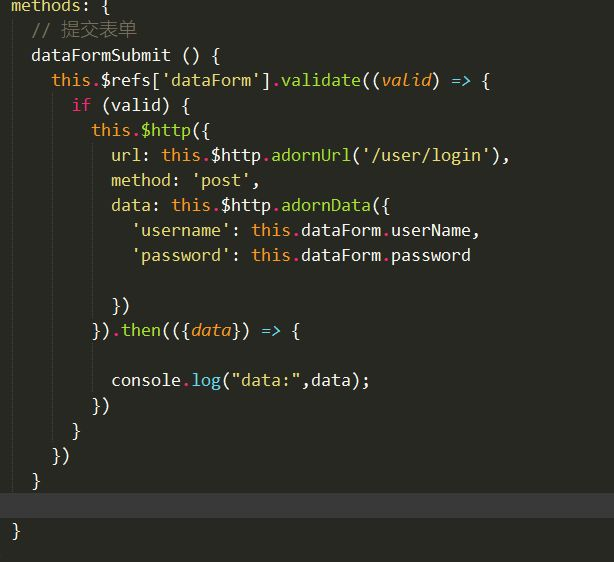 methods: {
// 提交表单
dataFormSubmit () {
this.$refs['dataForm'].validate((valid) => {
if (valid) {
this.$http({
url: this.$http.adornUrl('/user/login'),
method: 'post',
data: this.$http.adornData({
'username': this.dataForm.userName,
'password': this.dataForm.password
})
}).then(({data}) => {
console.log("data:",data);
})
}
})
}
}